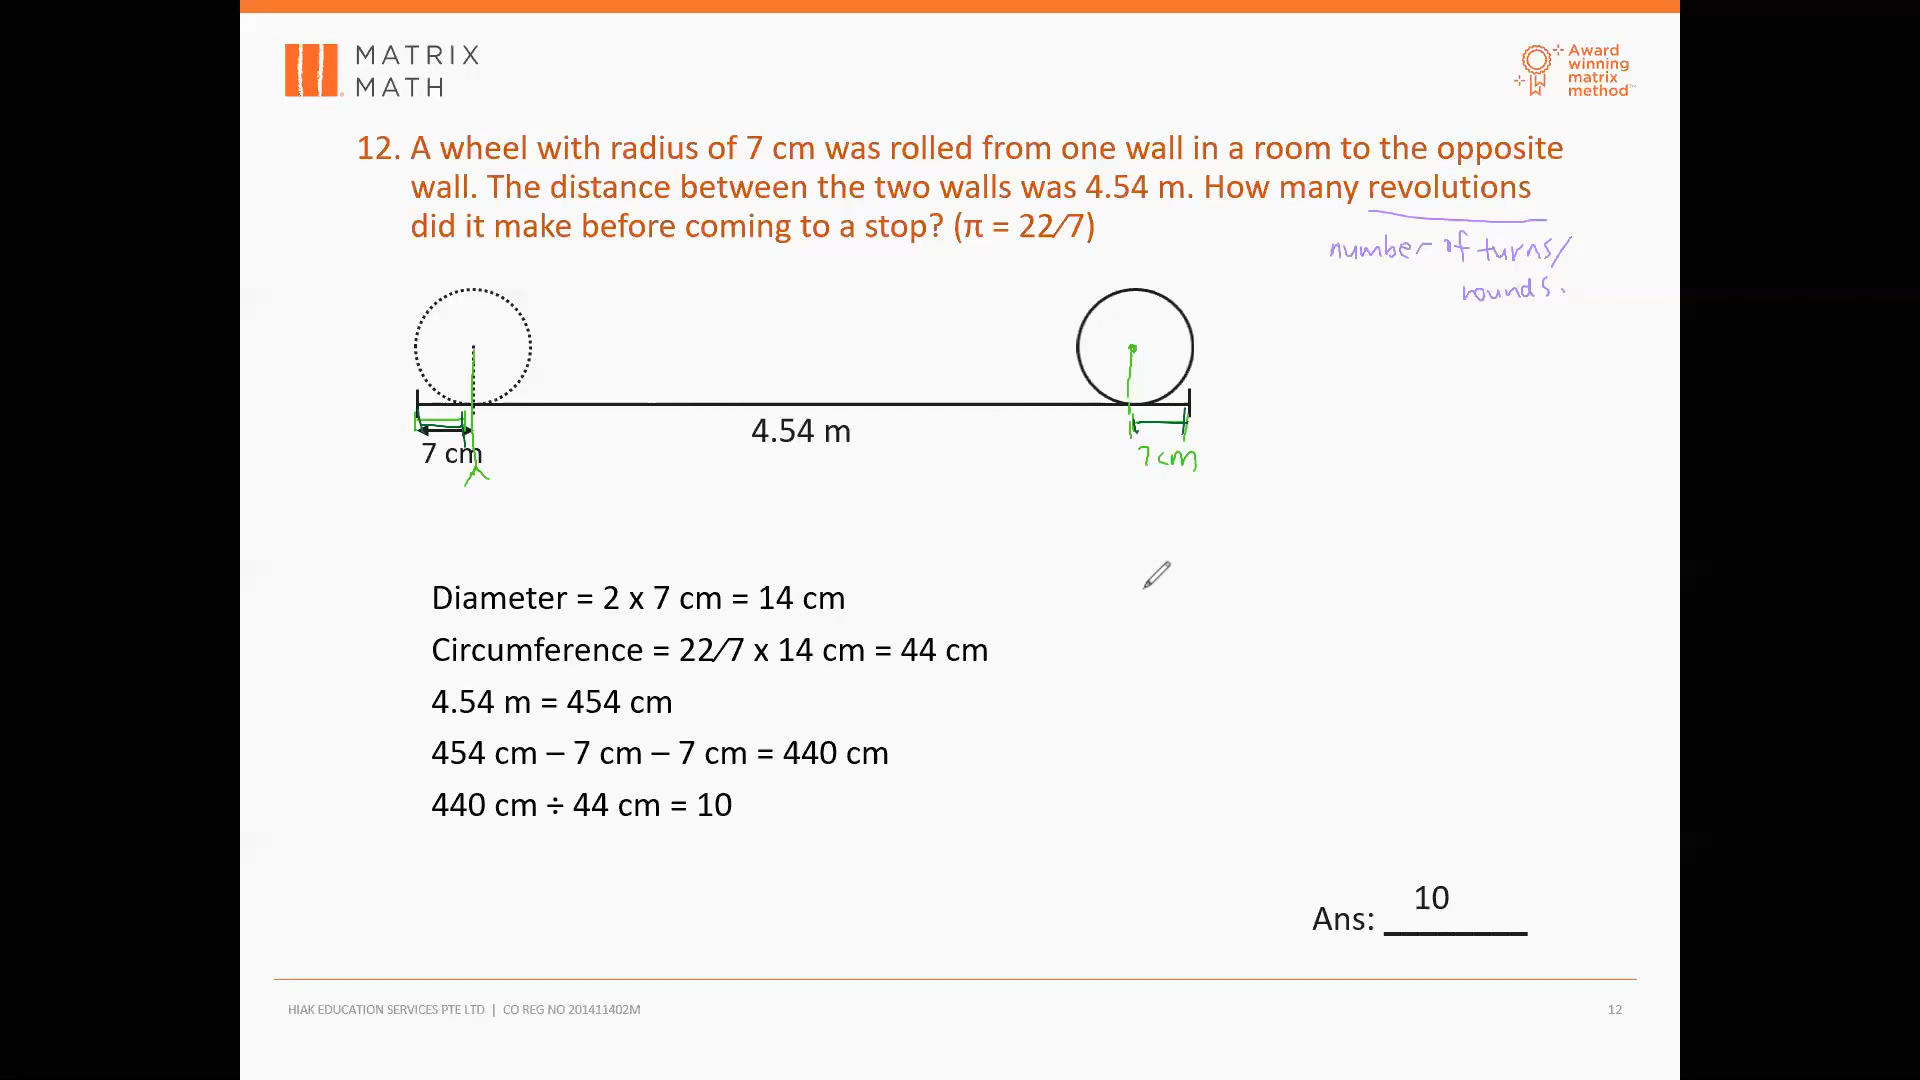 MATRIX
MATH
Award
winning
matrix
method™
12. A wheel with radius of 7 cm was rolled from one wall in a room to the opposite
wall. The distance between the two walls was 4.54 m. How many revolutions
did it make before coming to a stop? (π = 22/7)
number of turns/
rounds.
4.54 m
7 cm
7cm
Diameter = 2 x 7 cm = 14 cm
Circumference = 22/7 x 14 cm = 44 cm
4.54 m = 454 cm
454 cm – 7 cm – 7 cm = 440 cm
440 cm ÷ 44 cm = 10
10
Ans: ________
HIAK EDUCATION SERVICES PTE LTD | CO REG NO 201411402M
12